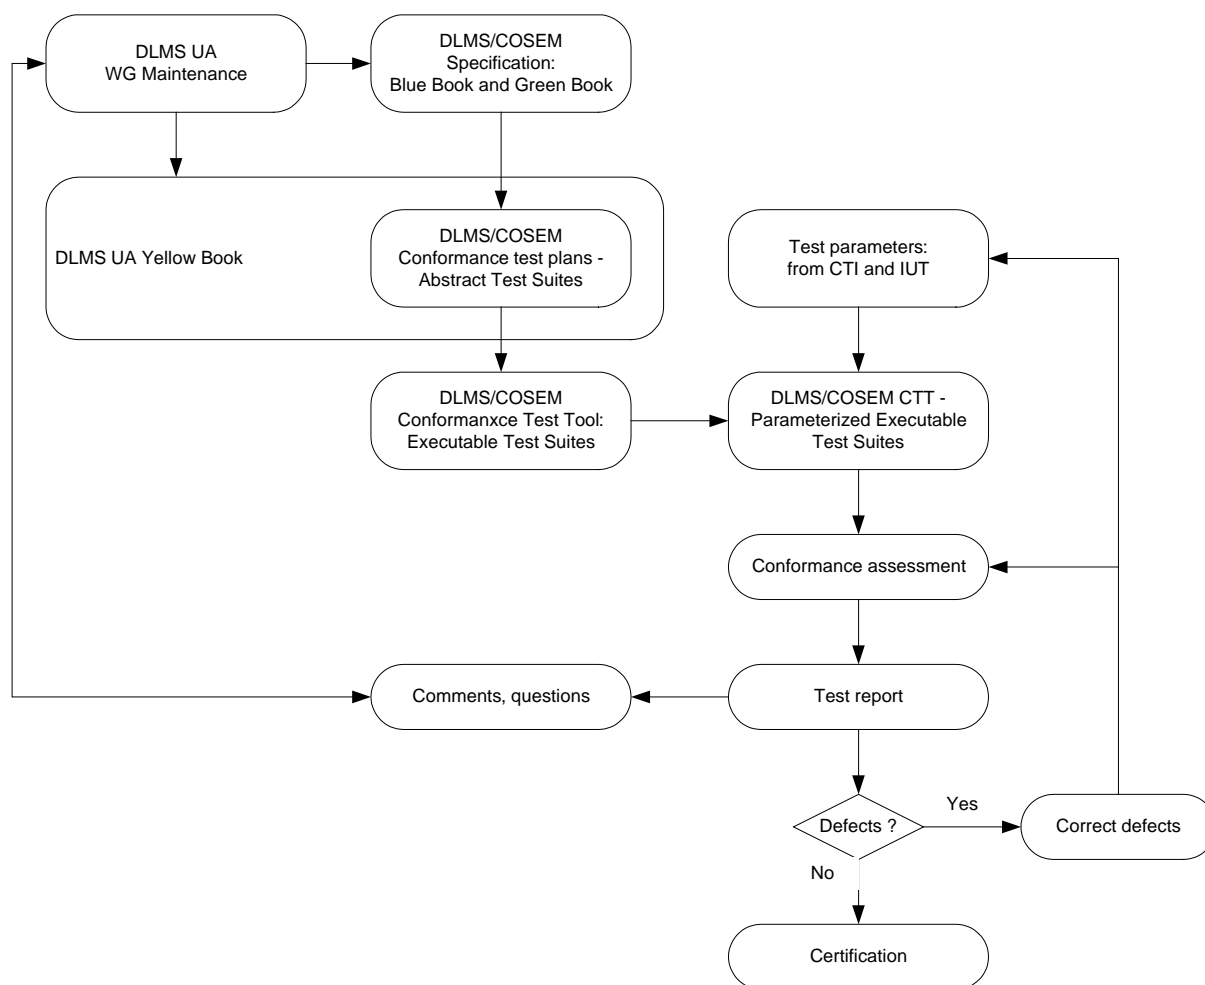 DLMS UA
WG Maintenance
DLMS/COSEM
Specification:
Blue Book and Green Book
DLMS UA Yellow Book
DLMS/COSEM
Conformance test plans -
Abstract Test Suites
Test parameters:
from CTI and IUT
DLMS/COSEM
Conformanxce Test Tool:
Executable Test Suites
DLMS/COSEM CTT -
Parameterized Executable
Test Suites
Conformance assessment
Comments, questions
Test report
Defects ?
Yes
Correct defects
No
Certification